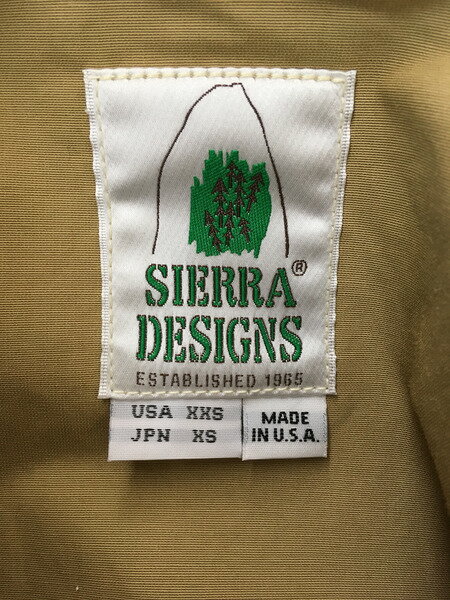 SIERRA®
DESIGNS
ESTABLISHED 1965
USA XXS
JPN XS
MADE
IN U.S.A.